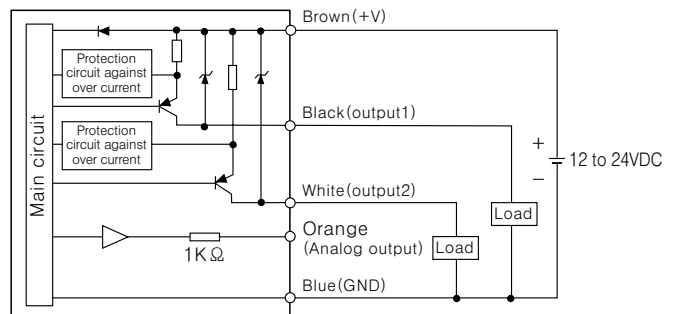 Brown(+V)
Protection
circuit against
over current
Black(output1)
Protection
circuit against
over current
Main circuit
+
12 to 24VDC
−
White(output2)
Load
Orange
(Analog output)
Load
1KΩ
Blue(GND)